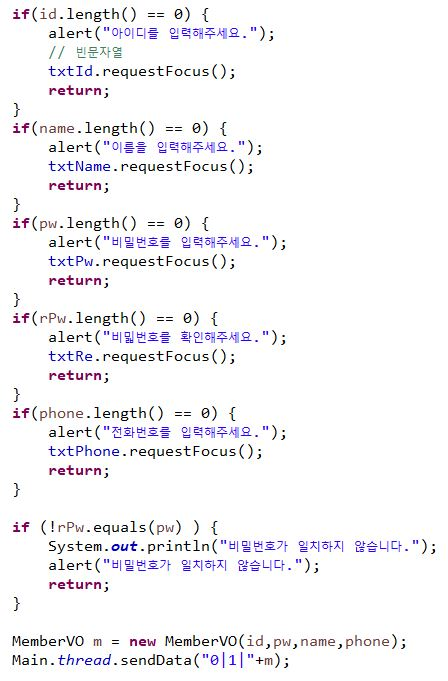 if(id.length() == 0) {
    alert("아이디를 입력해주세요.");
    // 빈문자열
    txtId.requestFocus();
    return;
}
if(name.length() == 0) {
    alert("이름을 입력해주세요.");
    txtName.requestFocus();
    return;
}
if(pw.length() == 0) {
    alert("비밀번호를 입력해주세요.");
    txtPw.requestFocus();
    return;
}
if(rPw.length() == 0) {
    alert("비밃번호를 확인해주세요.");
    txtRe.requestFocus();
    return;
}
if(phone.length() == 0) {
    alert("전화번호를 입력해주세요.");
    txtPhone.requestFocus();
    return;
}

if (!rPw.equals(pw) ) {
    System.out.println("비밀번호가 일치하지 않습니다.");
    alert("비밀번호가 일치하지 않습니다.");
    return;
}

MemberVO m = new MemberVO(id,pw,name,phone);
Main.thread.sendData("0|1|"+m);